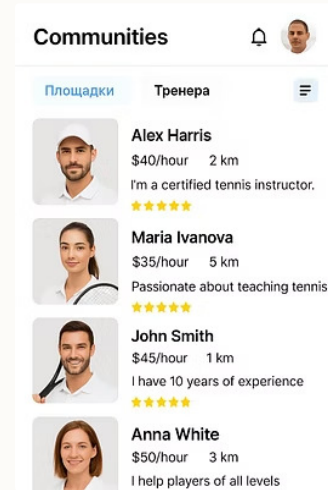 Communities
Площадки Тренера
Alex Harris
$40/hour 2 km
I'm a certified tennis instructor.
Maria Ivanova
$35/hour 5 km
Passionate about teaching tennis
John Smith
$45/hour 1 km
I have 10 years of experience
Anna White
$50/hour 3 km
I help players of all levels